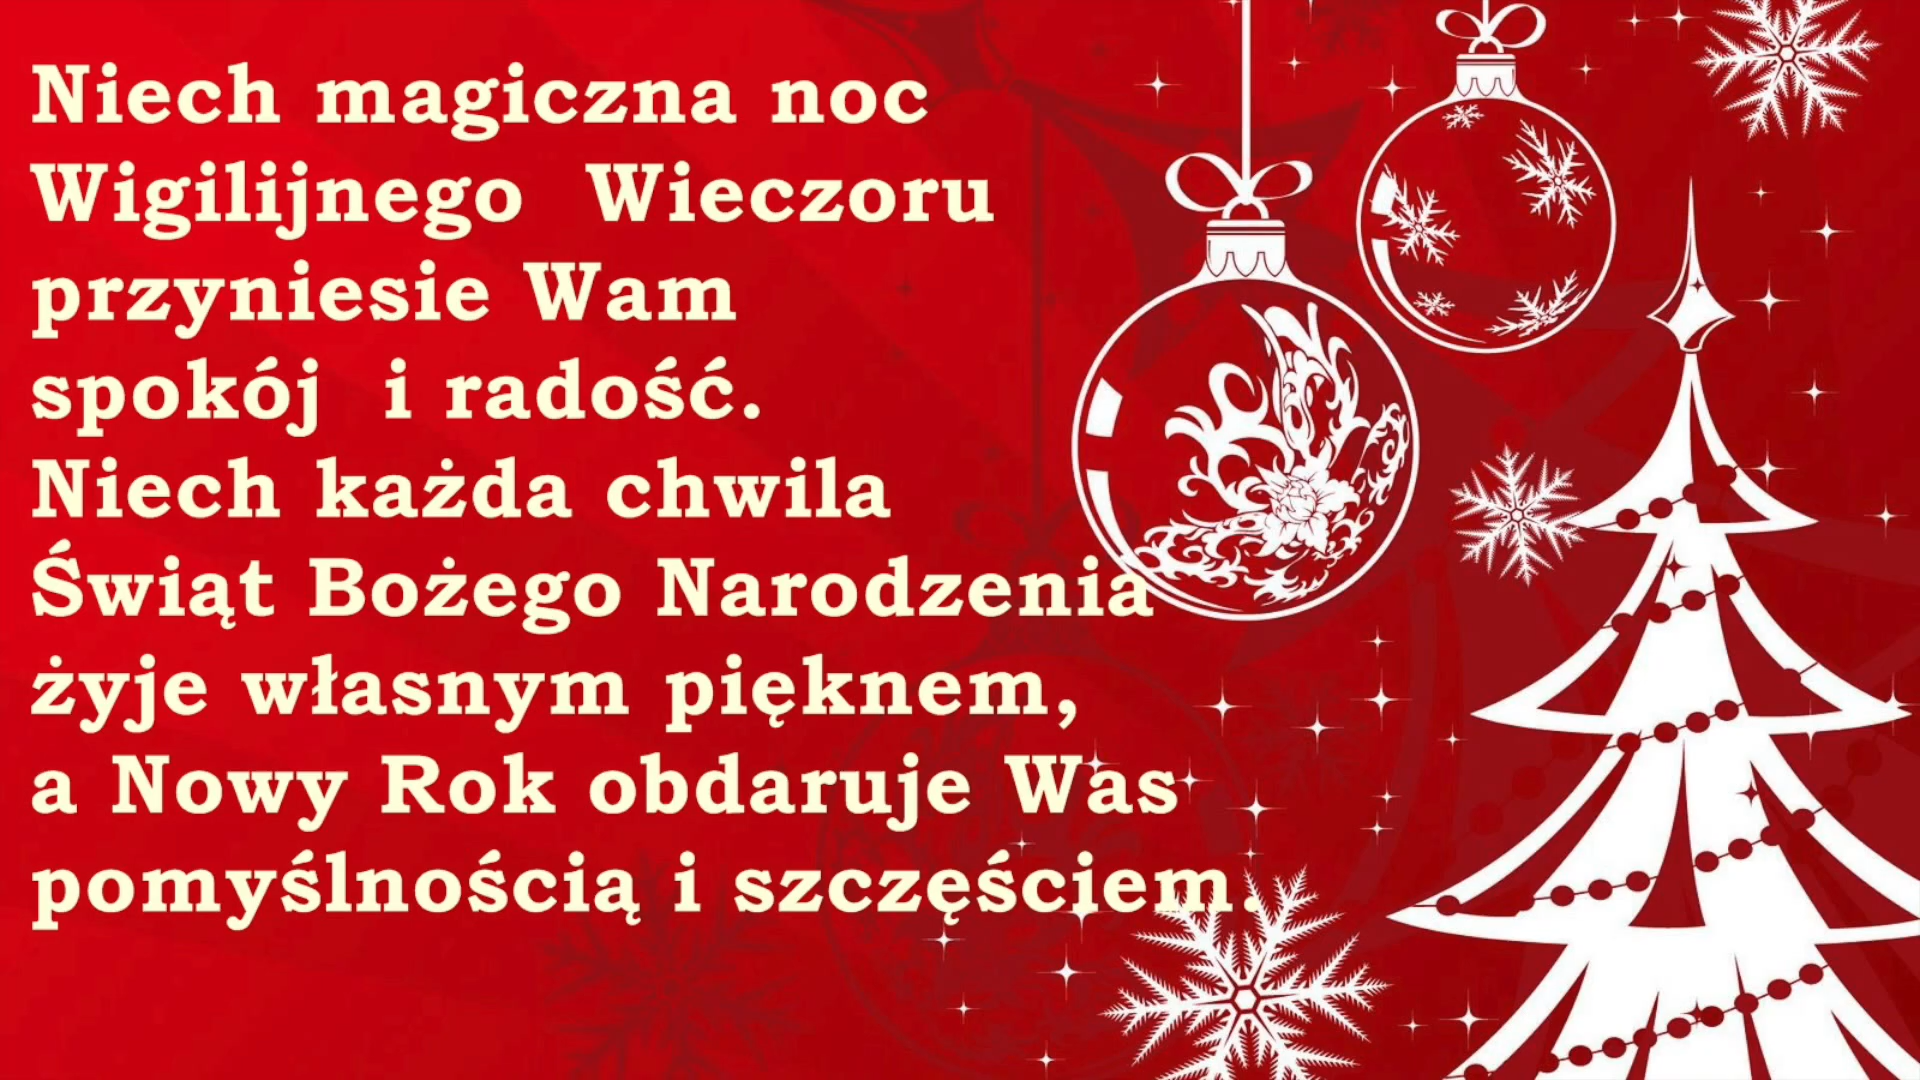 Niech magiczna noc
Wigilijnego Wieczoru
przyniesie Wam
spokój i radość.
Niech każda chwila
Świąt Bożego Narodzenia
żyje własnym pięknem,
a Nowy Rok obdaruje Was
pomyślnością i szczęściem.